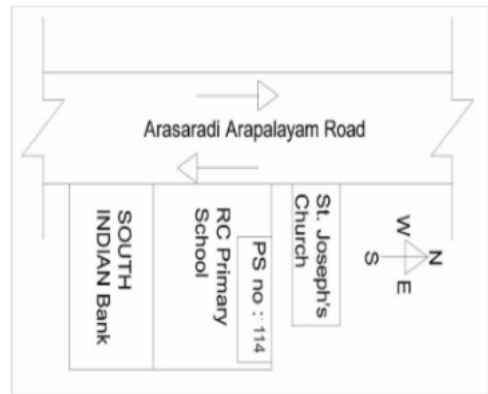 Arasaradi Arapalayam Road
SOUTH
INDIAN Bank
RC Primary
School
PS no : 114
St. Joseph's
Church
W
N
S
E